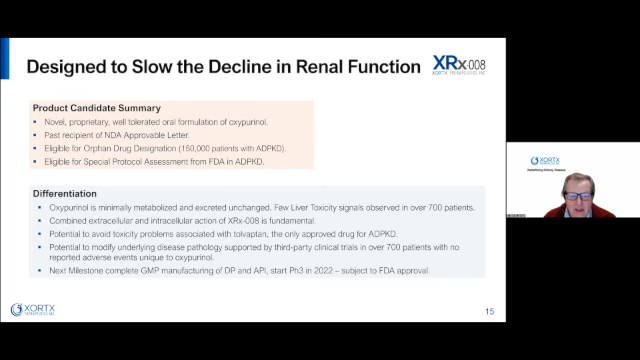 Designed to Slow the Decline in Renal Function
XRx-008
XORTX THERAPEUTICS INC
Product Candidate Summary
Novel, proprietary, well tolerated oral formulation of oxypurinol.
Past recipient of NDA Approvable Letter.
Eligible for Orphan Drug Designation (150,000 patients with ADPKD).
Eligible for Special Protocol Assessment from FDA in ADPKD.
Differentiation
Oxypurinol is minimally metabolized and excreted unchanged. Few Liver Toxicity signals observed in over 700 patients.
Combined extracellular and intracellular action of XRx-008 is fundamental.
Potential to avoid toxicity problems associated with tolvaptan, the only approved drug for ADPKD.
Potential to modify underlying disease pathology supported by third-party clinical trials in over 700 patients with no
reported adverse events unique to oxypurinol.
Next Milestone complete GMP manufacturing of DP and API, start Ph3 in 2022 – subject to FDA approval.
XORTX
THERAPEUTICS INC
15
XORTX
Redefining Kidney Disease